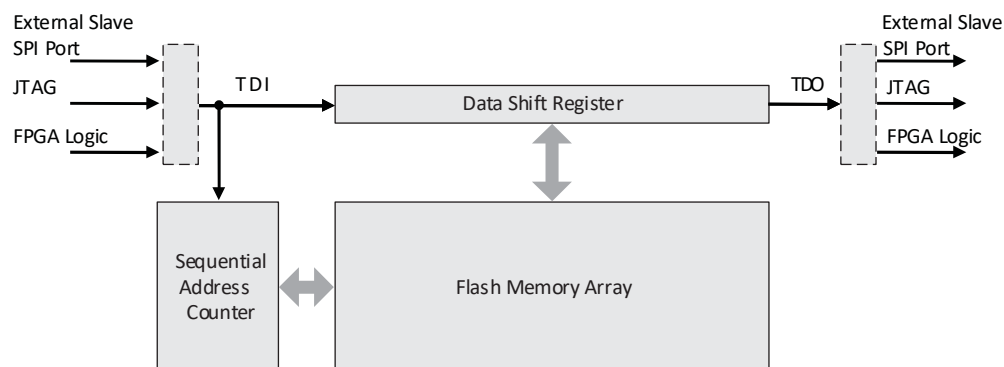 External Slave
SPI Port
JTAG
FPGA Logic
TDI
Data Shift Register
TDO
External Slave
SPI Port
JTAG
FPGA Logic
Sequential
Address
Counter
Flash Memory Array